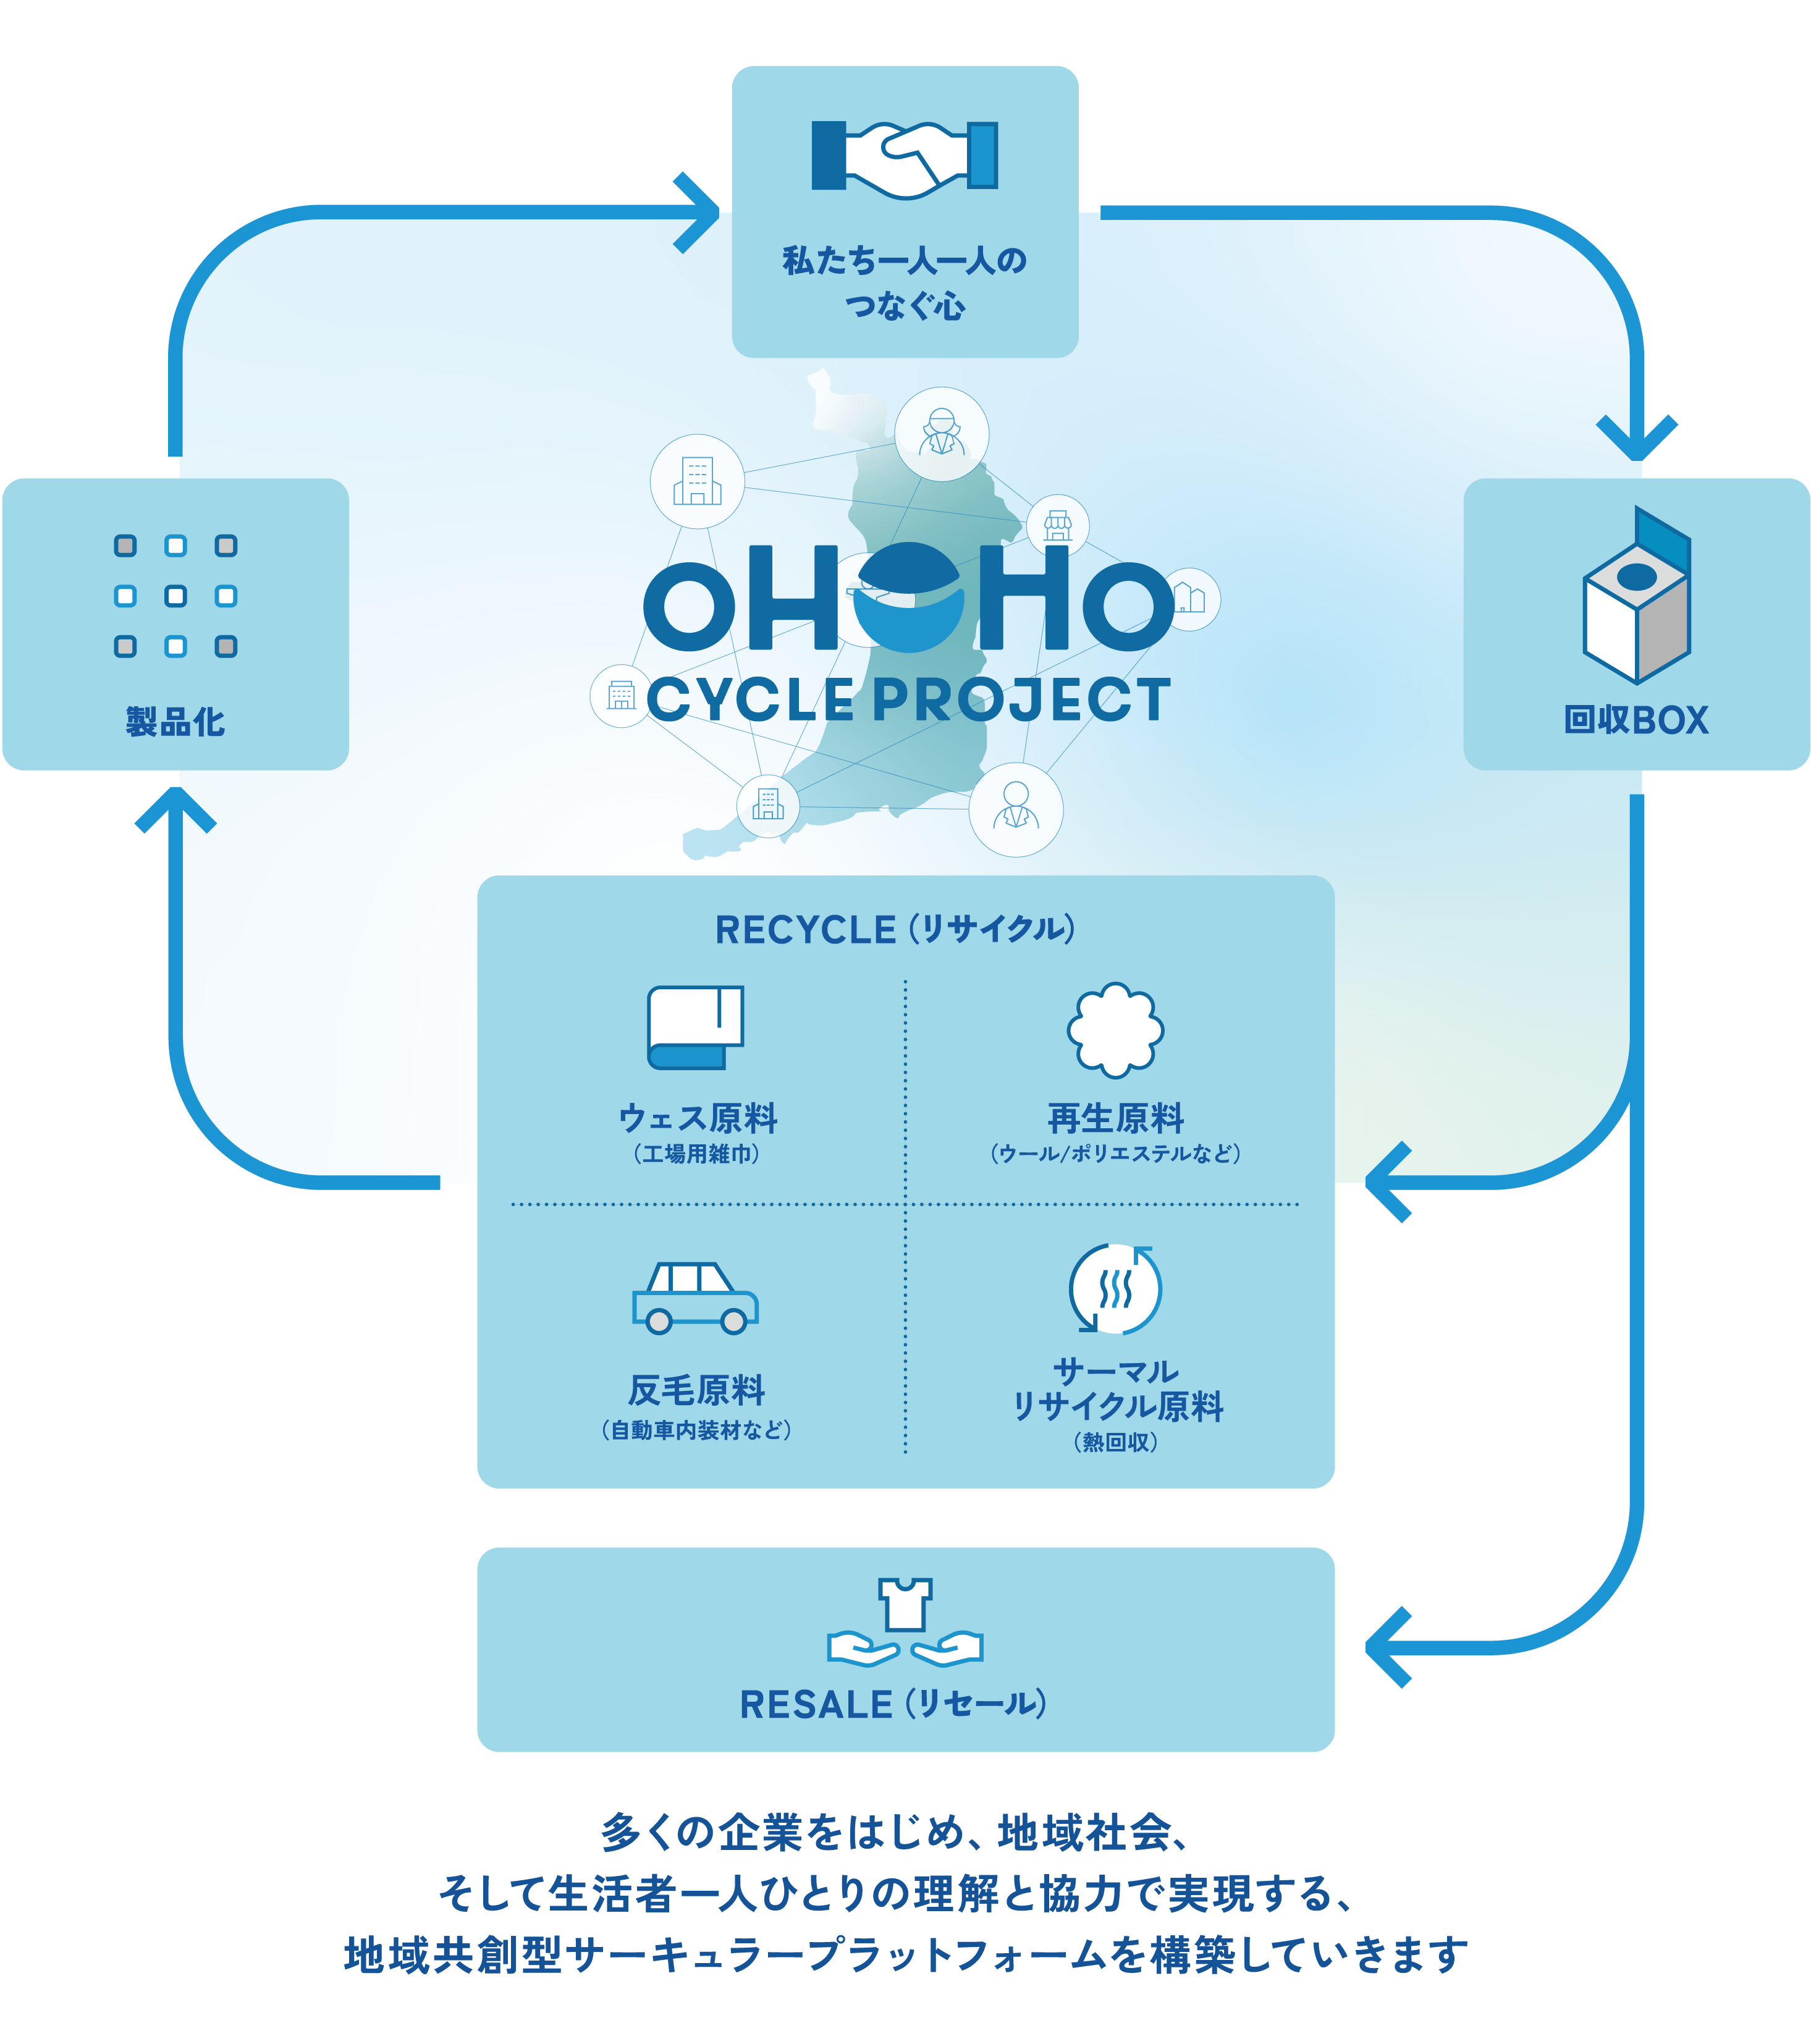 私たち一人一人の
つなぐ心
製品化
回収BOX
OHOHO
CYCLE PROJECT
RECYCLE（リサイクル）
ウェス原料
（工場用雑巾）
再生原料
（ウール/ポリエステルなど）
反毛原料
（自動車内装材など）
サーマル
リサイクル原料
（熱回収）
RESALE（リセール）
多くの企業をはじめ、地域社会、
そして生活者一人ひとりの理解と協力で実現する、
地域共創型サーキュラープラットフォームを構築していきます